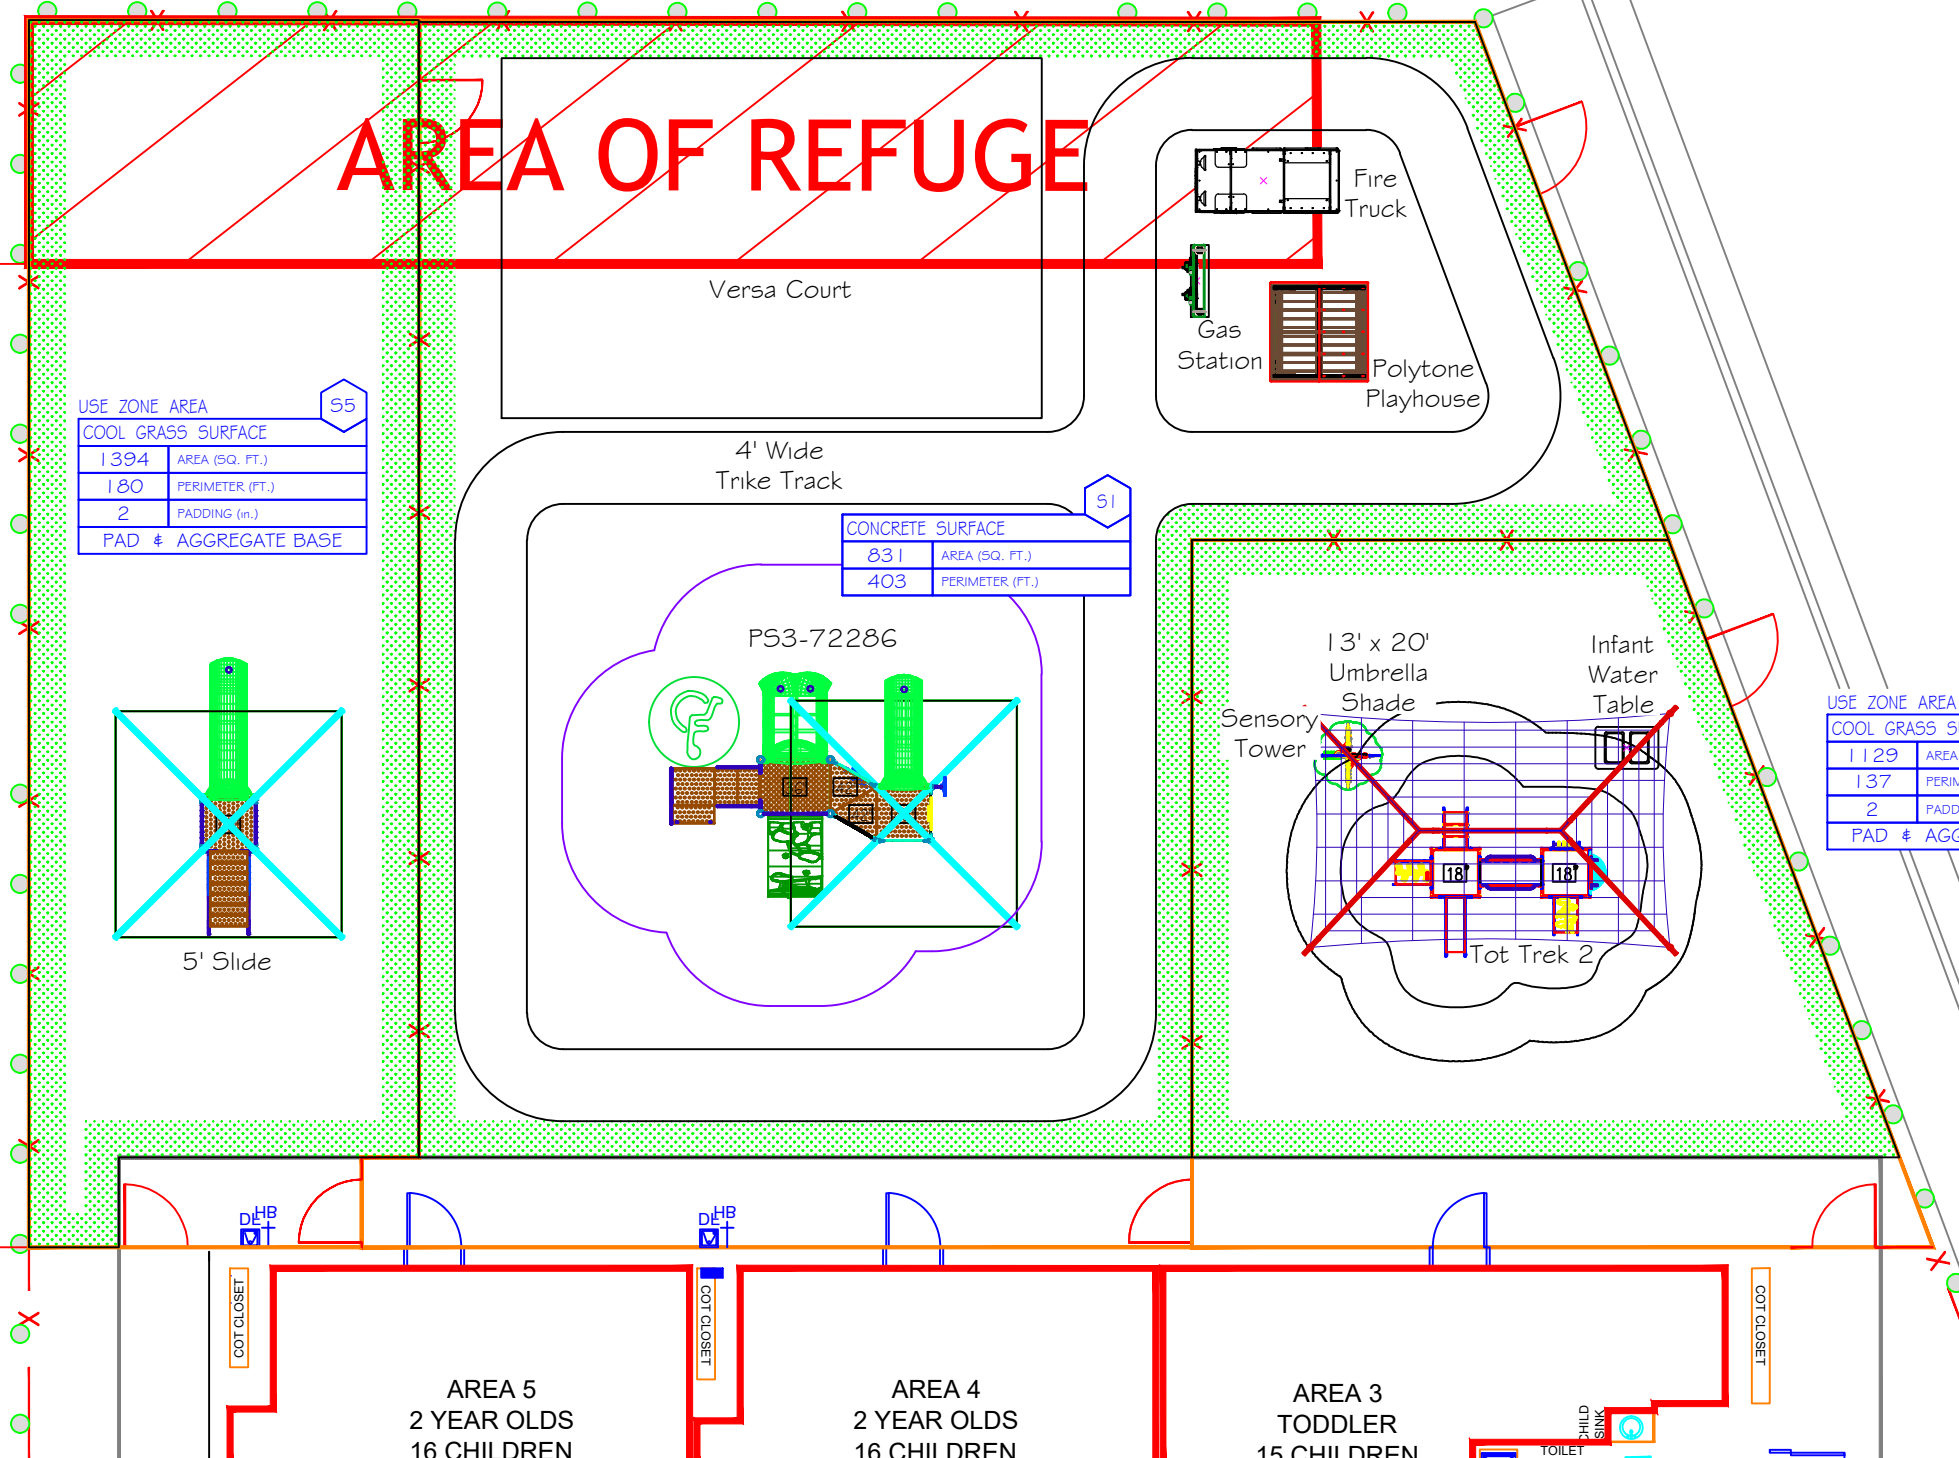 AREA OF REFUGE
Fire
Truck
Versa Court
Gas
Station
Polytone
Playhouse
USE ZONE AREA
S5
COOL GRASS SURFACE
1394 AREA (SQ. FT.)
180 PERIMETER (FT.)
2 PADDING (in.)
PAD & AGGREGATE BASE
4' Wide
Trike Track
S1
CONCRETE SURFACE
831 AREA (SQ. FT.)
403 PERIMETER (FT.)
PS3-72286
13' x 20'
Umbrella
Shade
Infant
Water
Table
Sensory
Tower
USE ZONE AREA
COOL GRASS S
1129 AREA
137 PERIM
2 PADD
PAD & AGG
18"
18"
Tot Trek 2
5' Slide
DF
HB
DF
HB
COT CLOSET
COT CLOSET
COT CLOSET
AREA 5
2 YEAR OLDS
16 CHILDREN
AREA 4
2 YEAR OLDS
16 CHILDREN
AREA 3
TODDLER
15 CHILDREN
CHILD
SINK
TOILET